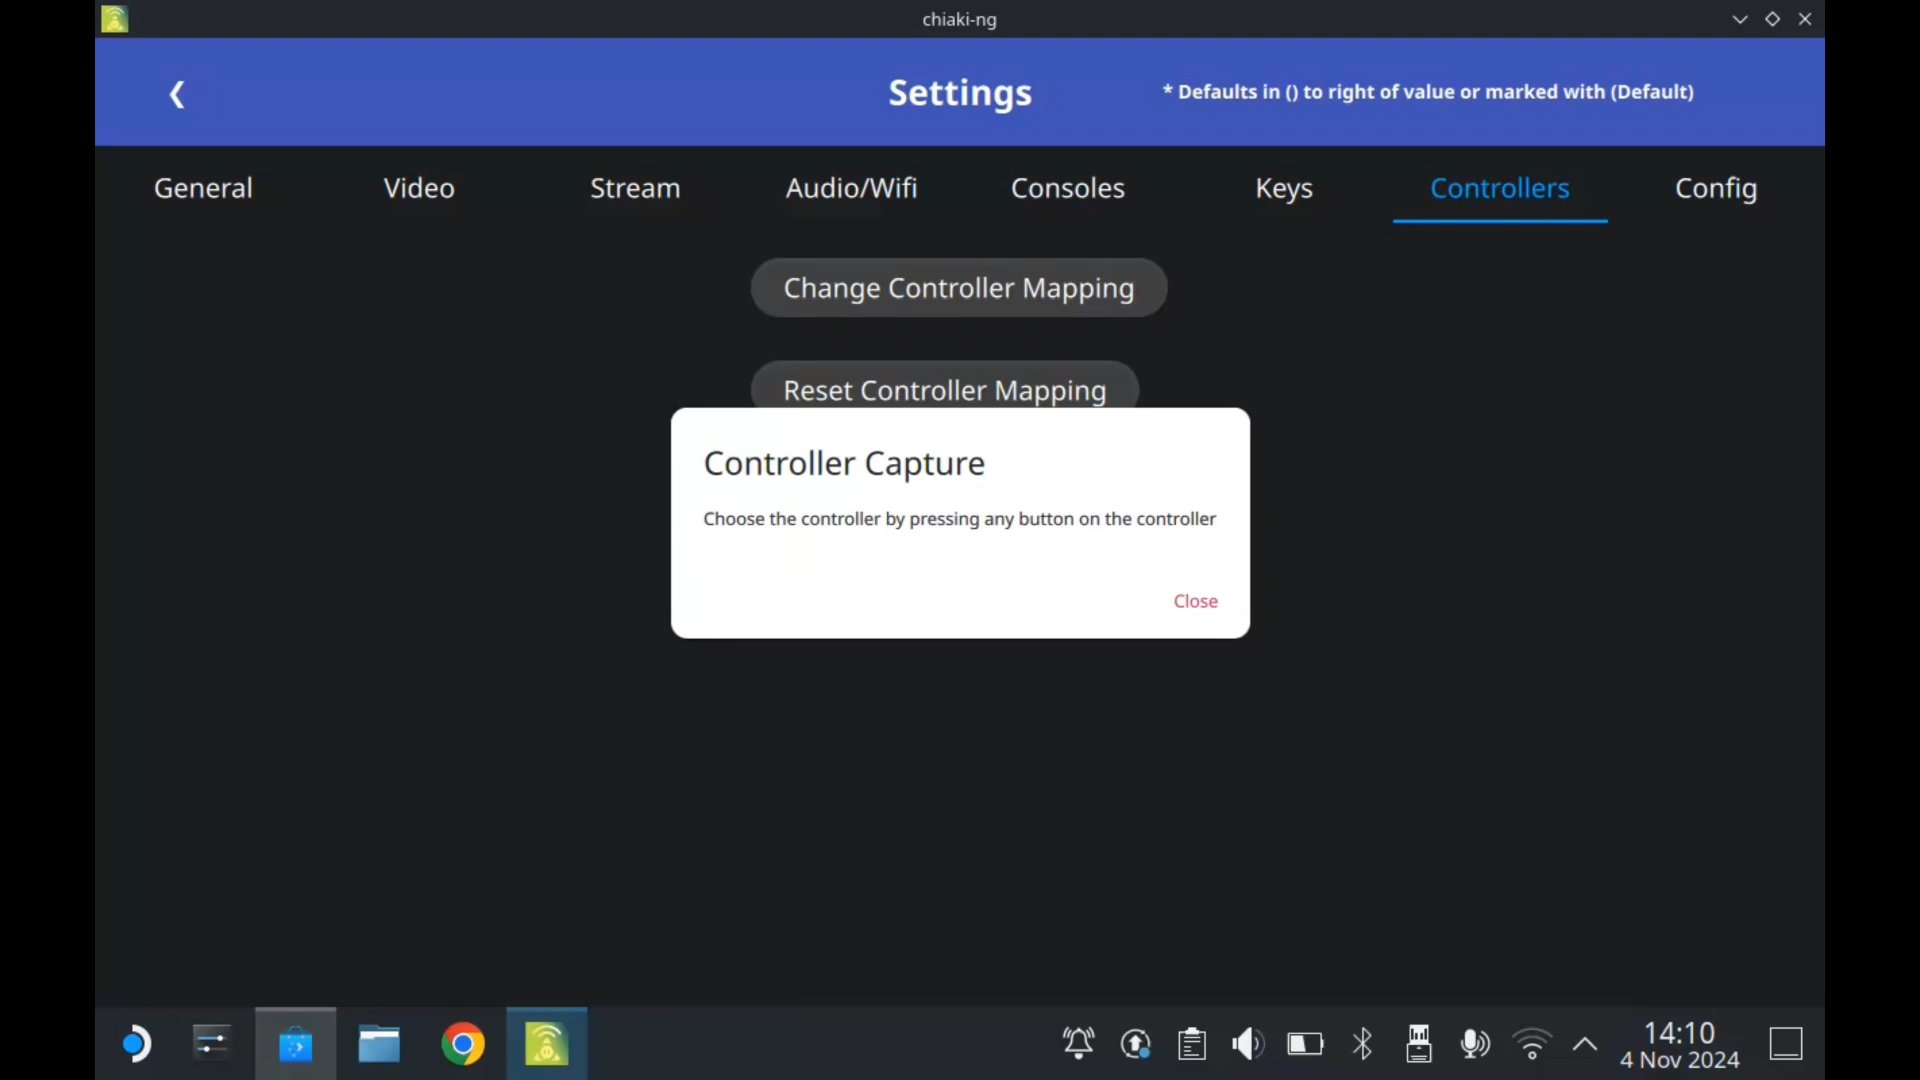 chiaki-ng
Settings
* Defaults in () to right of value or marked with (Default)
General
Video
Stream
Audio/Wifi
Consoles
Keys
Controllers
Config
Change Controller Mapping
Reset Controller Mapping
Controller Capture
Choose the controller by pressing any button on the controller
Close
14:10
4 Nov 2024